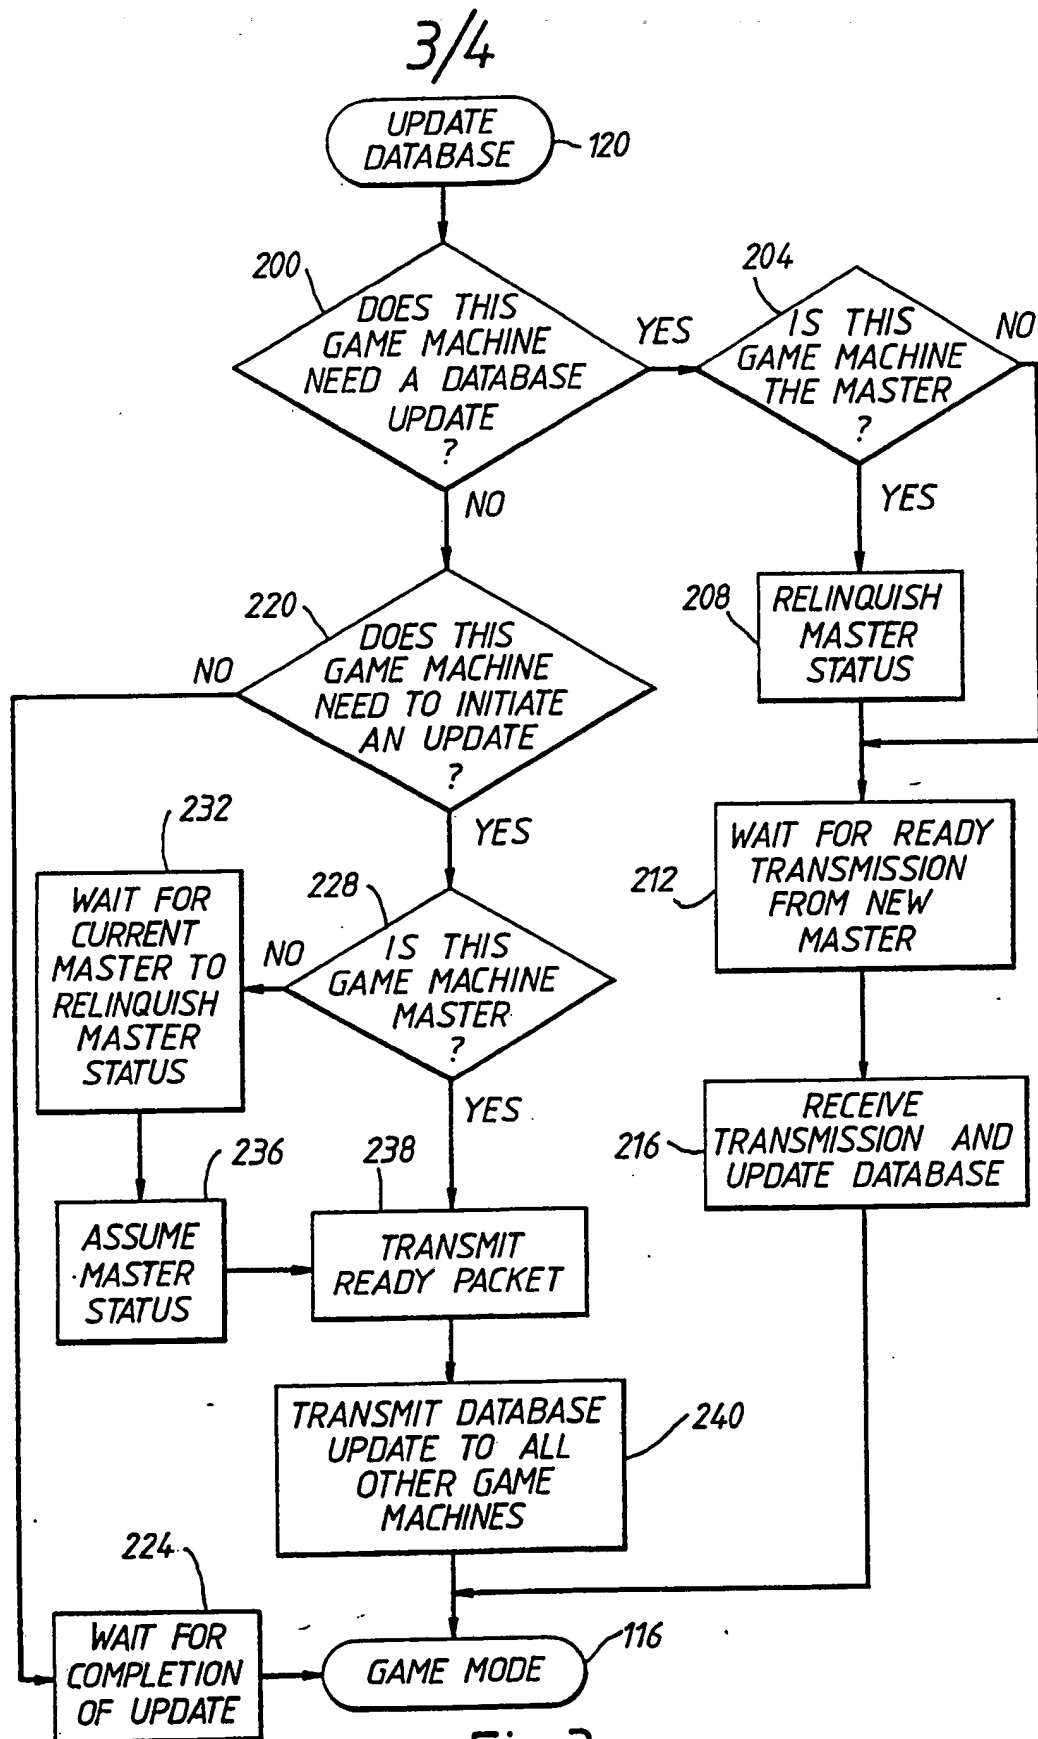 3/4
UPDATE
DATABASE
120
200
DOES THIS
GAME MACHINE
NEED A DATABASE
UPDATE
?
YES
NO
204
IS THIS
GAME MACHINE
THE MASTER
?
NO
YES
208
RELINQUISH
MASTER
STATUS
220
DOES THIS
GAME MACHINE
NEED TO INITIATE
AN UPDATE
?
NO
YES
212
WAIT FOR READY
TRANSMISSION
FROM NEW
MASTER
232
WAIT FOR
CURRENT
MASTER TO
RELINQUISH
MASTER
STATUS
228
IS THIS
GAME MACHINE
MASTER
?
NO
YES
216
RECEIVE
TRANSMISSION AND
UPDATE DATABASE
236
ASSUME
MASTER
STATUS
238
TRANSMIT
READY PACKET
240
TRANSMIT DATABASE
UPDATE TO ALL
OTHER GAME
MACHINES
224
WAIT FOR
COMPLETION
OF UPDATE
GAME MODE
116